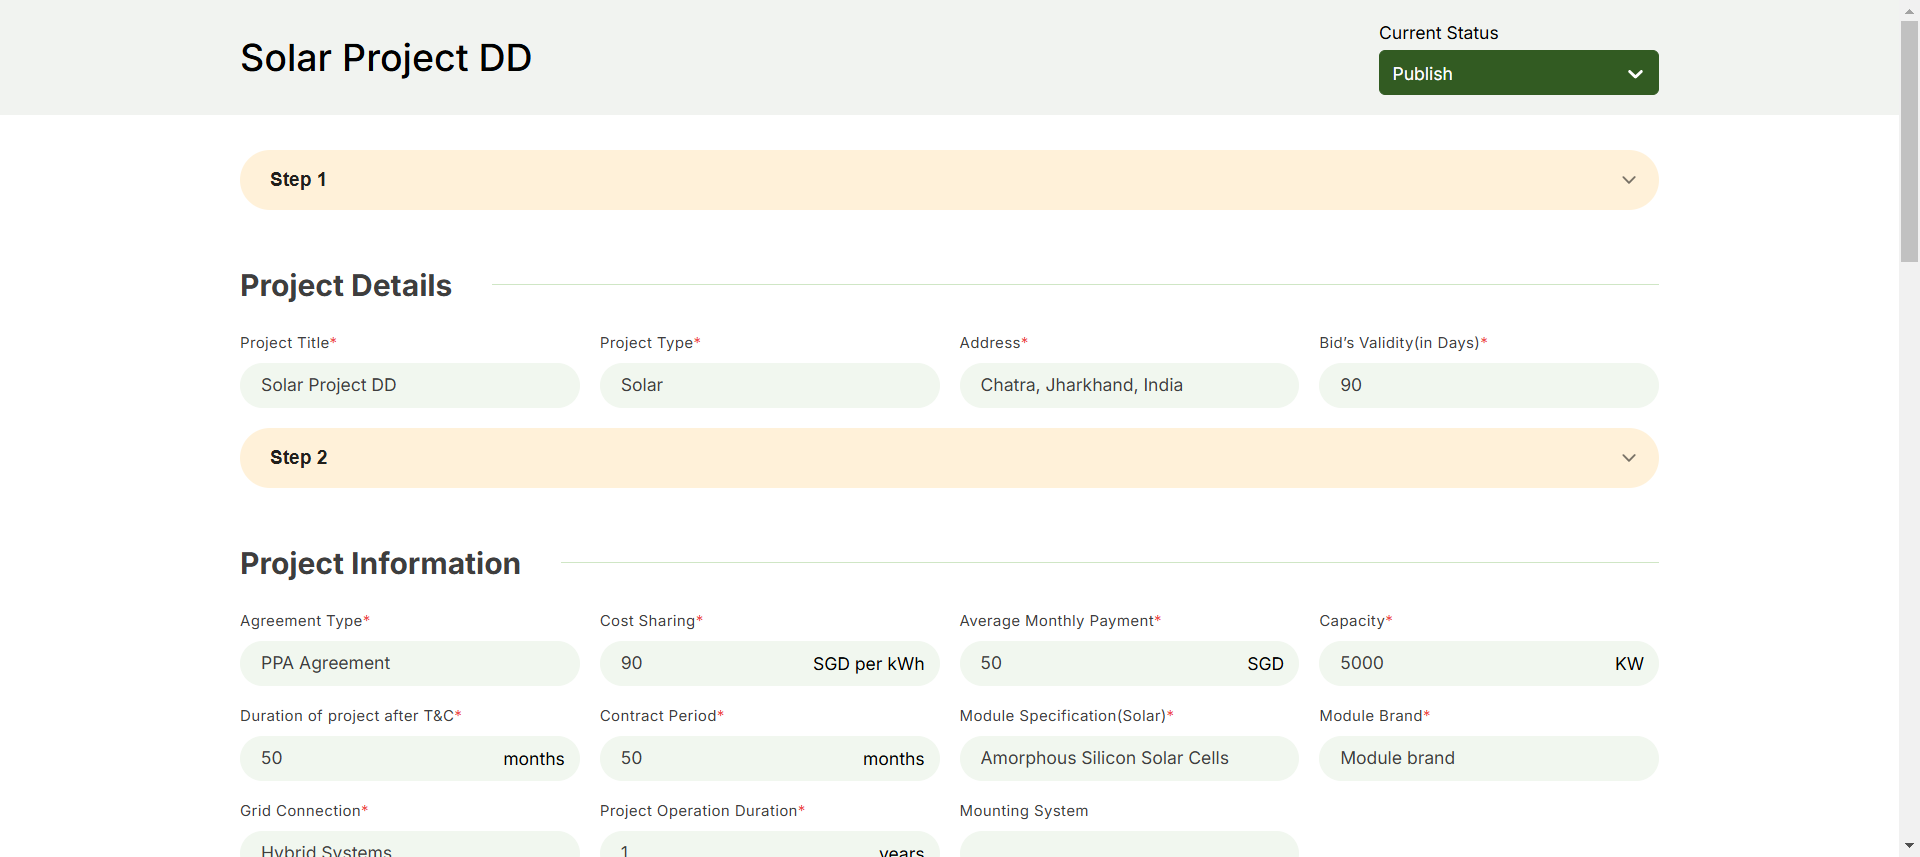 Solar Project DD
Current Status
Publish
Step 1
Project Details
Project Title*
Project Type*
Address*
Bid’s Validity(in Days)*
Solar Project DD
Solar
Chatra, Jharkhand, India
90
Step 2
Project Information
Agreement Type*
Cost Sharing*
Average Monthly Payment*
Capacity*
PPA Agreement
90 SGD per kWh
50 SGD
5000 KW
Duration of project after T&C*
Contract Period*
Module Specification(Solar)*
Module Brand*
50 months
50 months
Amorphous Silicon Solar Cells
Module brand
Grid Connection*
Project Operation Duration*
Mounting System
Hybrid Systems
1 years